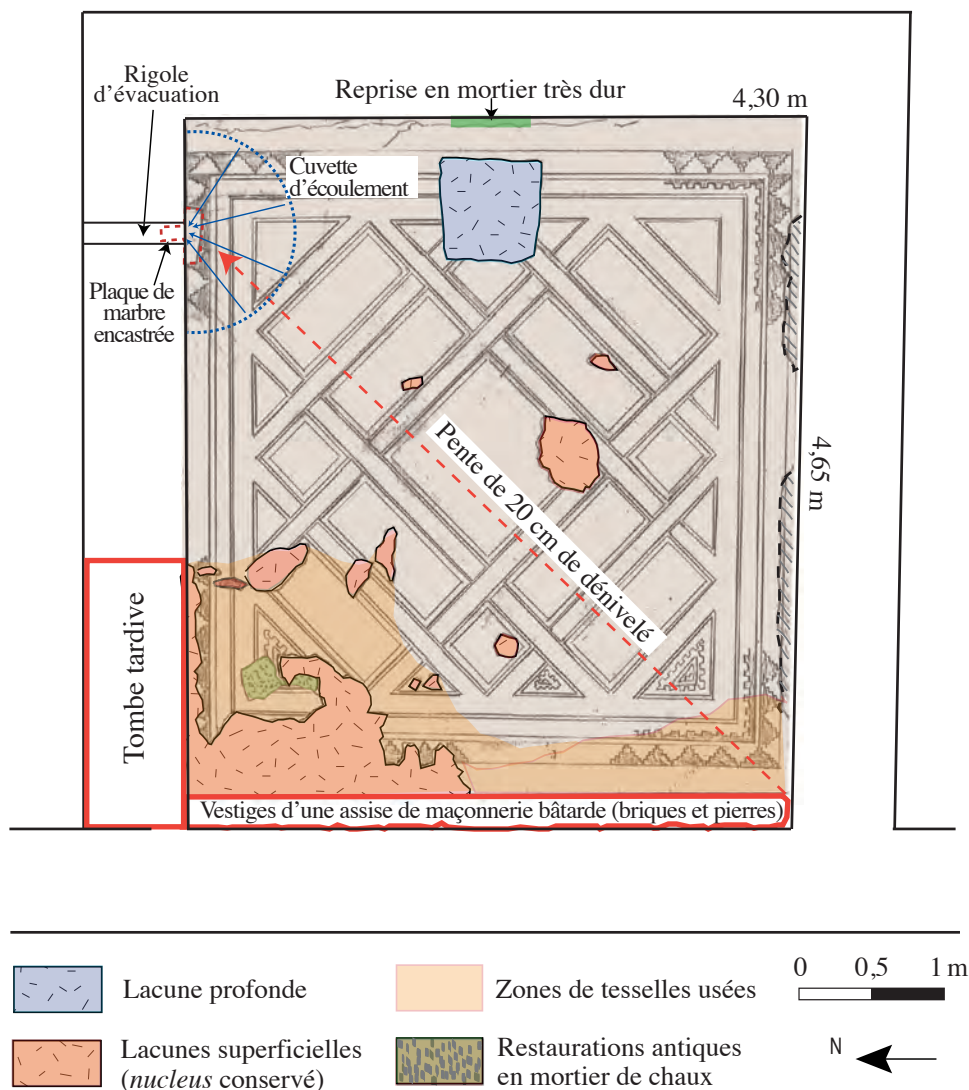 Rigole
d'évacuation
Reprise en mortier très dur
4,30 m
Cuvette
d'écoulement
Plaque de
marbre
encastrée
Pente de 20 cm de dénivelé
4,65 m
Tombe tardive
Vestiges d'une assise de maçonnerie bâtarde (briques et pierres)
Lacune profonde
Zones de tesselles usées
0 0,5 1 m
Lacunes superficielles
(nucleus conservé)
Restaurations antiques
en mortier de chaux
N